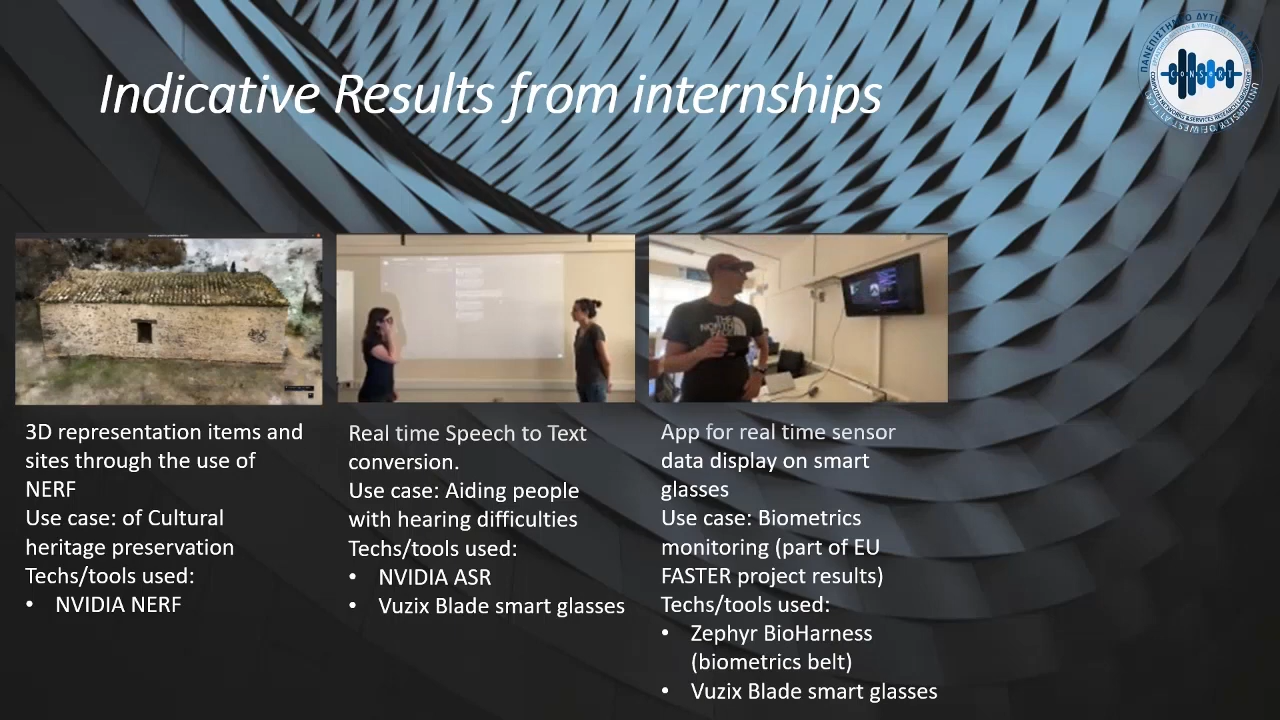 Indicative Results from internships
CONSERT
3D representation items and
sites through the use of
NERF
Use case: of Cultural
heritage preservation
Techs/tools used:
• NVIDIA NERF
Real time Speech to Text
conversion.
Use case: Aiding people
with hearing difficulties
Techs/tools used:
• NVIDIA ASR
• Vuzix Blade smart glasses
THE
NORTH
FACE
App for real time sensor
data display on smart
glasses
Use case: Biometrics
monitoring (part of EU
FASTER project results)
Techs/tools used:
• Zephyr BioHarness
(biometrics belt)
• Vuzix Blade smart glasses